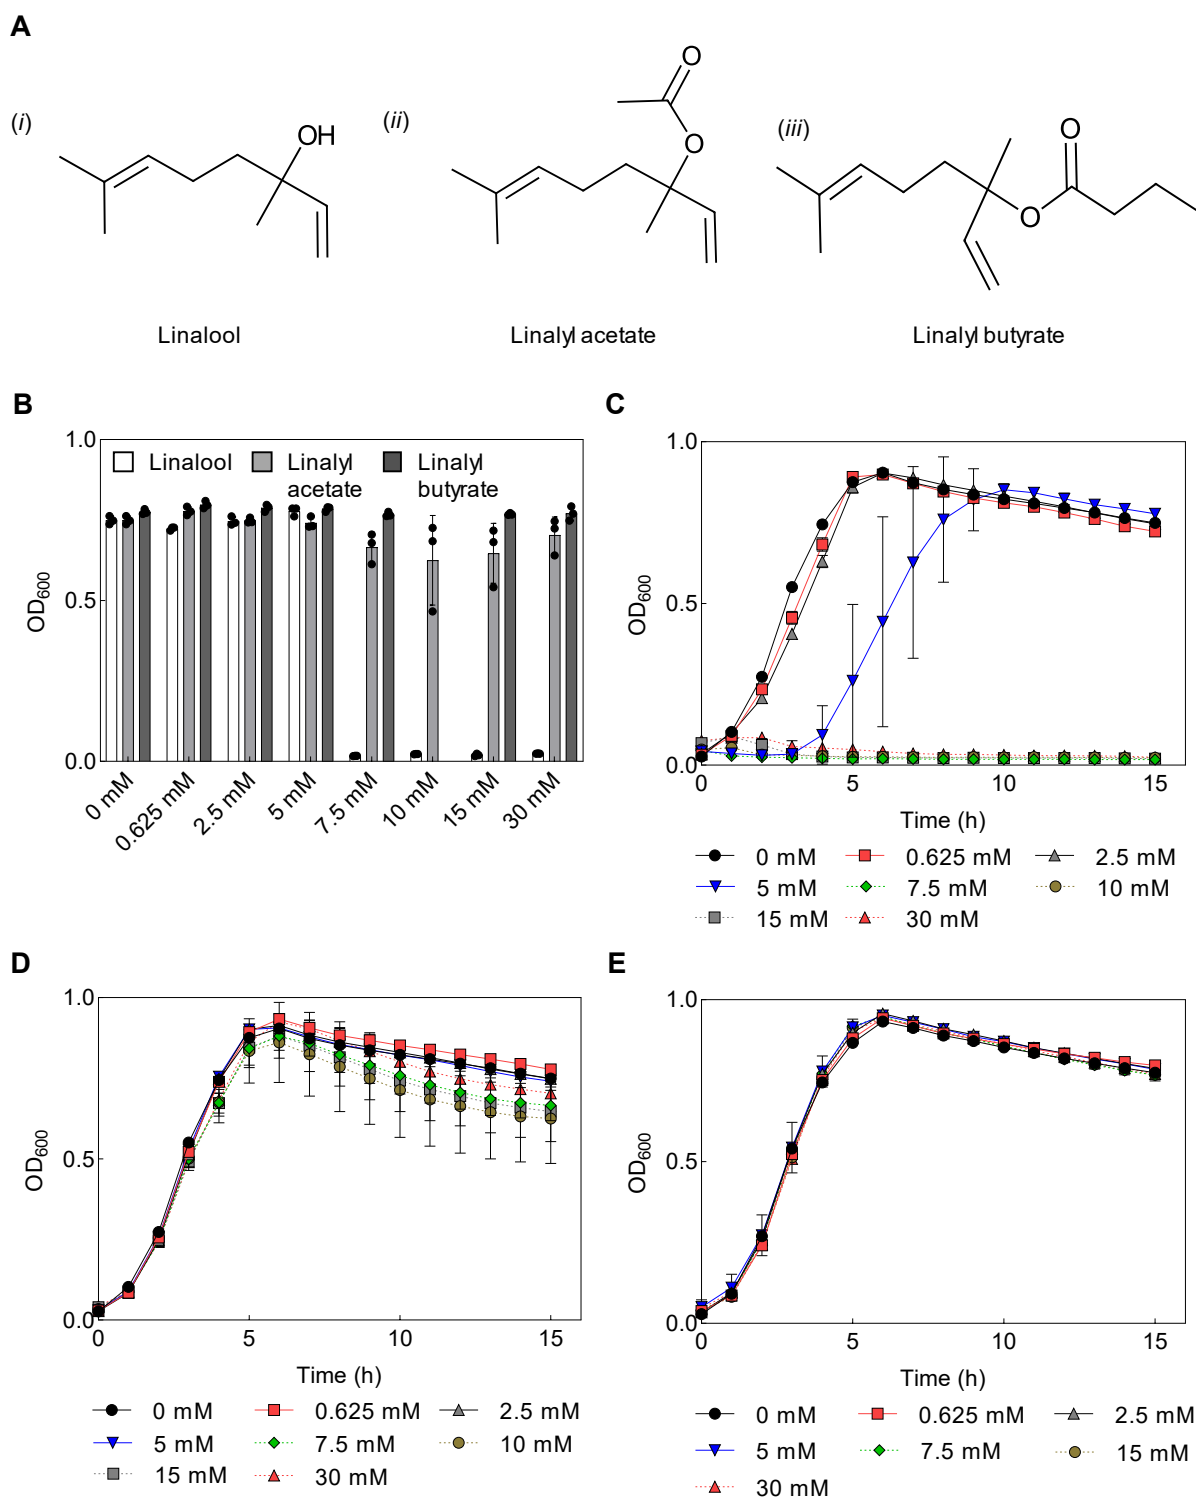 A
(i)
OH
(ii)
O
O
(iii)
O
O
Linalool
Linalyl acetate
Linalyl butyrate
B
1.0
0.5
0.0
OD600
Linalool
Linalyl acetate
Linalyl butyrate
0 mM
0.625 mM
2.5 mM
5 mM
7.5 mM
10 mM
15 mM
30 mM
C
1.0
0.5
0.0
OD600
0 5 10 15
Time (h)
0 mM 0.625 mM 2.5 mM
5 mM 7.5 mM 10 mM
15 mM 30 mM
D
1.0
0.5
0.0
OD600
0 5 10 15
Time (h)
0 mM 0.625 mM 2.5 mM
5 mM 7.5 mM 10 mM
15 mM 30 mM
E
1.0
0.5
0.0
OD600
0 5 10 15
Time (h)
0 mM 0.625 mM 2.5 mM
5 mM 7.5 mM 15 mM
30 mM